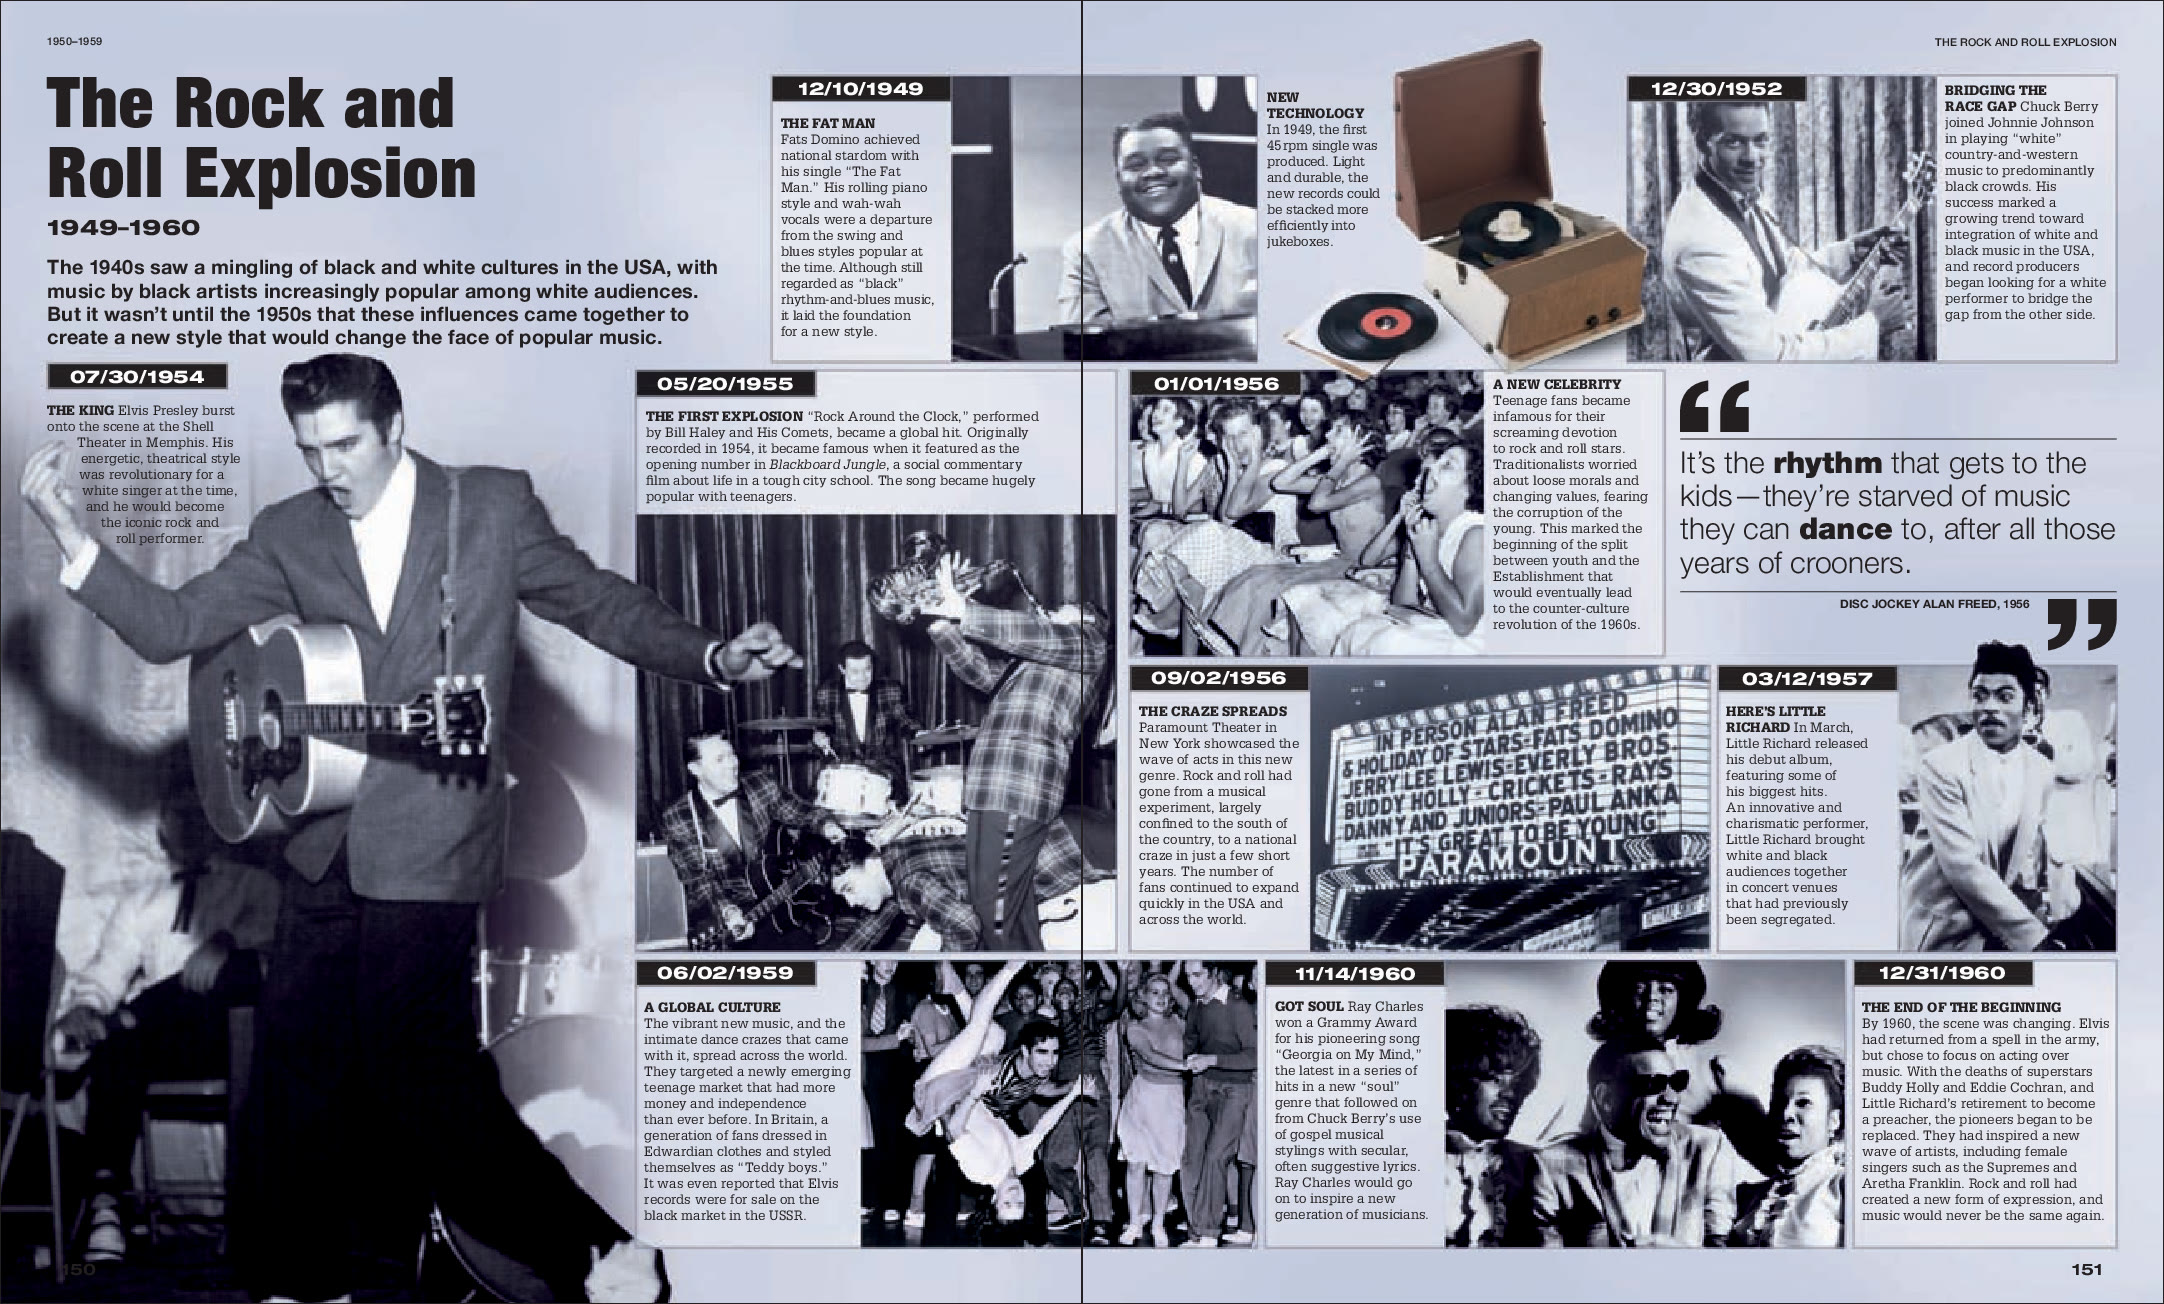 1950–1959
THE ROCK AND ROLL EXPLOSION
The Rock and
Roll Explosion
1949–1960
The 1940s saw a mingling of black and white cultures in the USA, with
music by black artists increasingly popular among white audiences.
But it wasn't until the 1950s that these influences came together to
create a new style that would change the face of popular music.
12/10/1949
THE FAT MAN
Fats Domino achieved
national stardom with
his single “The Fat
Man.” His rolling piano
style and wah-wah
vocals were a departure
from the swing and
blues styles popular at
the time. Although still
regarded as “black”
rhythm-and-blues music,
it laid the foundation
for a new style.
NEW
TECHNOLOGY
In 1949, the first
45rpm single was
produced. Light
and durable, the
new records could
be stacked more
efficiently into
jukeboxes.
12/30/1952
BRIDGING THE
RACE GAP Chuck Berry
joined Johnnie Johnson
in playing “white”
country-and-western
music to predominantly
black crowds. His
success marked a
growing trend toward
integration of white and
black music in the USA,
and record producers
began looking for a white
performer to bridge the
gap from the other side.
07/30/1954
THE KING Elvis Presley burst
onto the scene at the Shell
Theater in Memphis. His
energetic, theatrical style
was revolutionary for a
white singer at the time,
and he would become
the iconic rock and
roll performer.
05/20/1955
THE FIRST EXPLOSION “Rock Around the Clock,” performed
by Bill Haley and His Comets, became a global hit. Originally
recorded in 1954, it became famous when it featured as the
opening number in Blackboard Jungle, a social commentary
film about life in a tough city school. The song became hugely
popular with teenagers.
01/01/1956
A NEW CELEBRITY
Teenage fans became
infamous for their
screaming devotion
to rock and roll stars.
Traditionalists worried
about loose morals and
changing values, fearing
the corruption of the
young. This marked the
beginning of the split
between youth and the
Establishment that
would eventually lead
to the counter-culture
revolution of the 1960s.
“
It's the rhythm that gets to the
kids—they're starved of music
they can dance to, after all those
years of crooners.
DISC JOCKEY ALAN FREED, 1956
”
09/02/1956
THE CRAZE SPREADS
Paramount Theater in
New York showcased the
wave of acts in this new
genre. Rock and roll had
gone from a musical
experiment, largely
confined to the south of
the country, to a national
craze in just a few short
years. The number of
fans continued to expand
quickly in the USA and
across the world.
IN PERSON ALAN FREED
& HOLIDAY OF STARS-FATS DOMINO
JERRY LEE LEWIS-EVERLY BROS.
BUDDY HOLLY-CRICKETS-RAYS
DANNY AND JUNIORS-PAUL ANKA
"IT'S GREAT TO BE YOUNG"
PARAMOUNT
03/12/1957
HERE'S LITTLE
RICHARD In March,
Little Richard released
his debut album,
featuring some of
his biggest hits.
An innovative and
charismatic performer,
Little Richard brought
white and black
audiences together
in concert venues
that had previously
been segregated.
06/02/1959
A GLOBAL CULTURE
The vibrant new music, and the
intimate dance crazes that came
with it, spread across the world.
They targeted a newly emerging
teenage market that had more
money and independence
than ever before. In Britain, a
generation of fans dressed in
Edwardian clothes and styled
themselves as “Teddy boys.”
It was even reported that Elvis
records were for sale on the
black market in the USSR.
11/14/1960
GOT SOUL Ray Charles
won a Grammy Award
for his pioneering song
“Georgia on My Mind,”
the latest in a series of
hits in a new “soul”
genre that followed on
from Chuck Berry's use
of gospel musical
stylings with secular,
often suggestive lyrics.
Ray Charles would go
on to inspire a new
generation of musicians.
12/31/1960
THE END OF THE BEGINNING
By 1960, the scene was changing. Elvis
had returned from a spell in the army,
but chose to focus on acting over
music. With the deaths of superstars
Buddy Holly and Eddie Cochran, and
Little Richard's retirement to become
a preacher, the pioneers began to be
replaced. They had inspired a new
wave of artists, including female
singers such as the Supremes and
Aretha Franklin. Rock and roll had
created a new form of expression, and
music would never be the same again.
150
151